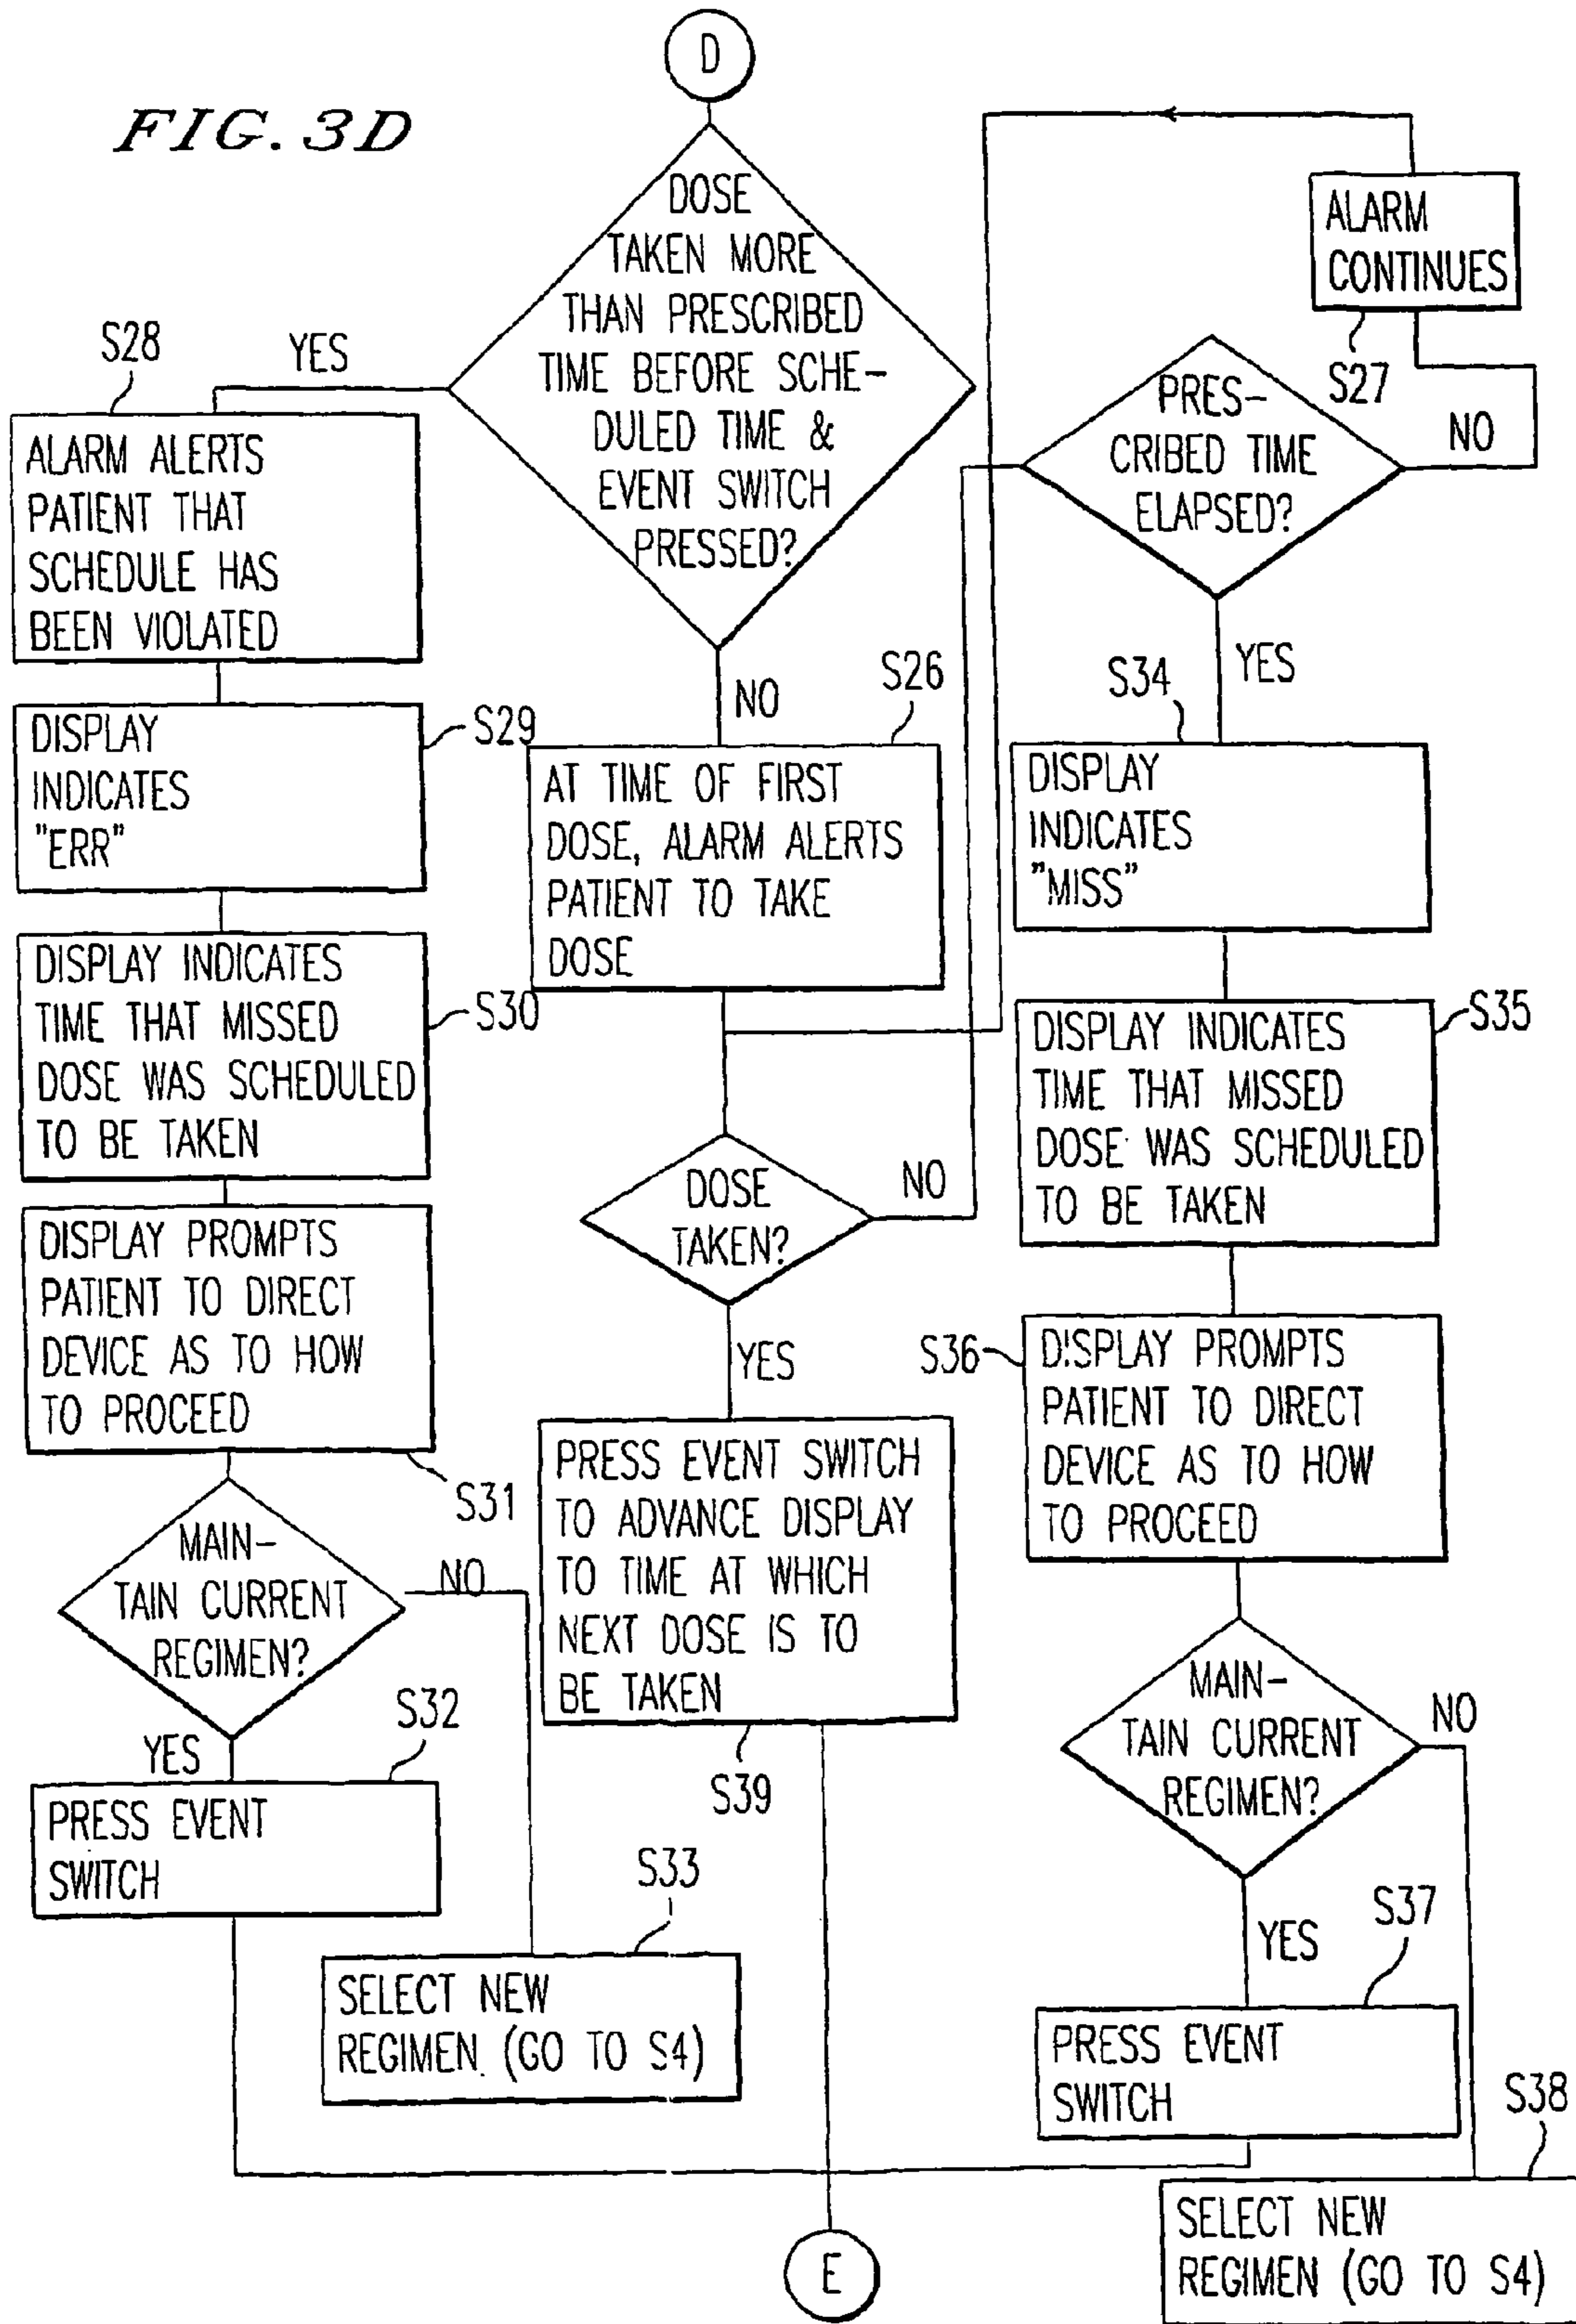 D
FIG. 3D
DOSE
TAKEN MORE
THAN PRESCRIBED
TIME BEFORE SCHE-
DULED TIME &
EVENT SWITCH
PRESSED?
YES
NO
S28
ALARM ALERTS
PATIENT THAT
SCHEDULE HAS
BEEN VIOLATED
DISPLAY
INDICATES
"ERR"
S29
DISPLAY INDICATES
TIME THAT MISSED
DOSE WAS SCHEDULED
TO BE TAKEN
S30
DISPLAY PROMPTS
PATIENT TO DIRECT
DEVICE AS TO HOW
TO PROCEED
S31
MAIN-
TAIN CURRENT
REGIMEN?
NO
YES
S32
PRESS EVENT
SWITCH
S33
SELECT NEW
REGIMEN (GO TO S4)
S26
AT TIME OF FIRST
DOSE, ALARM ALERTS
PATIENT TO TAKE
DOSE
DOSE
TAKEN?
NO
YES
PRESS EVENT SWITCH
TO ADVANCE DISPLAY
TO TIME AT WHICH
NEXT DOSE IS TO
BE TAKEN
S39
ALARM
CONTINUES
S27
PRES-
CRIBED TIME
ELAPSED?
NO
YES
S34
DISPLAY
INDICATES
"MISS"
S35
DISPLAY INDICATES
TIME THAT MISSED
DOSE WAS SCHEDULED
TO BE TAKEN
S36
DISPLAY PROMPTS
PATIENT TO DIRECT
DEVICE AS TO HOW
TO PROCEED
MAIN-
TAIN CURRENT
REGIMEN?
NO
YES
S37
PRESS EVENT
SWITCH
S38
SELECT NEW
REGIMEN (GO TO S4)
E